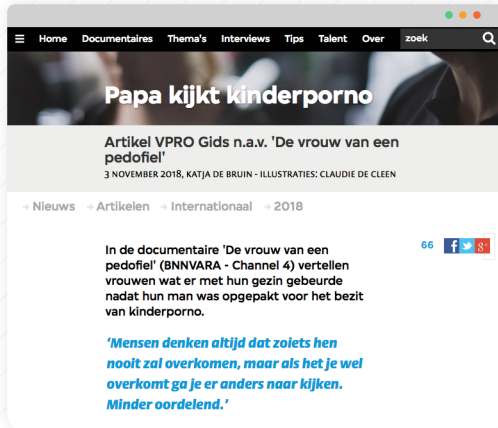 Home Documentaires Thema's Interviews Tips Talent Over zoek
Papa kijkt kinderporno
Artikel VPRO Gids n.a.v. 'De vrouw van een
pedofiel'
3 NOVEMBER 2018, KATJA DE BRUIN - ILLUSTRATIES: CLAUDIE DE CLEEN
Nieuws Artikelen Internationaal 2018
66
In de documentaire 'De vrouw van een
pedofiel' (BNNVARA - Channel 4) vertellen
vrouwen wat er met hun gezin gebeurde
nadat hun man was opgepakt voor het bezit
van kinderporno.
‘Mensen denken altijd dat zoiets hen
nooit zal overkomen, maar als het je wel
overkomt ga je er anders naar kijken.
Minder oordelend.’